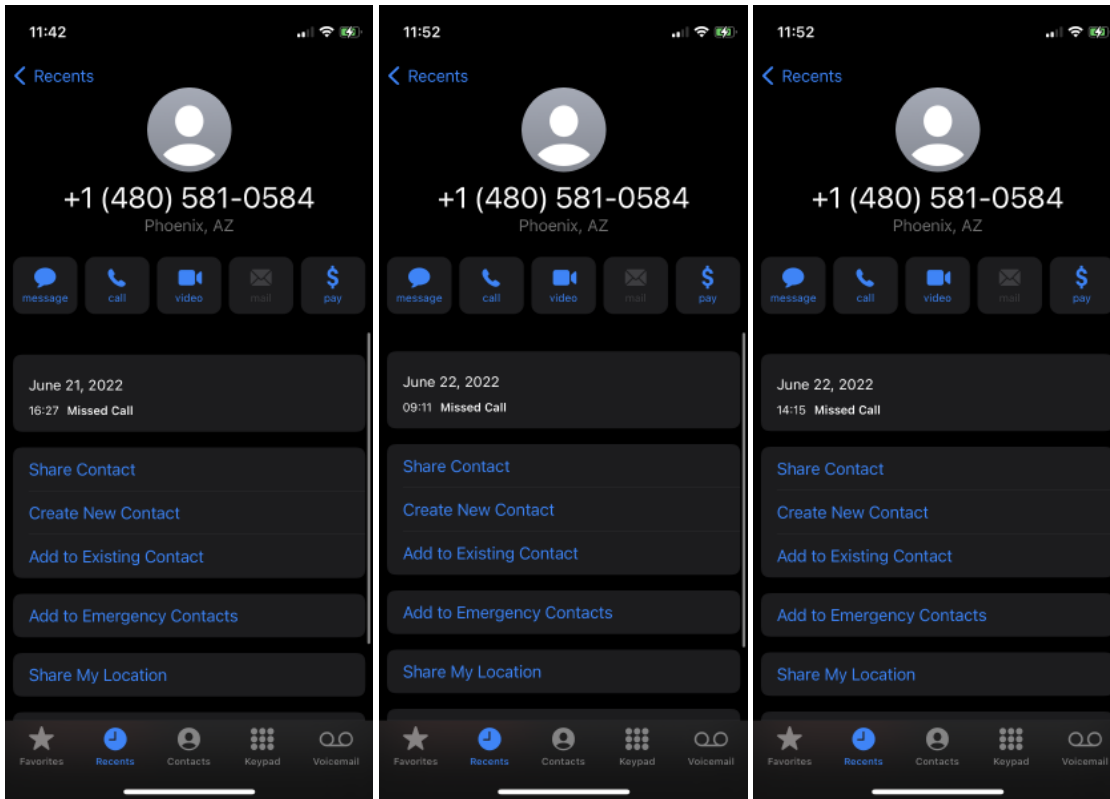 11:42
Recents
+1 (480) 581-0584
Phoenix, AZ
message call video mail pay
June 21, 2022
16:27 Missed Call
Share Contact
Create New Contact
Add to Existing Contact
Add to Emergency Contacts
Share My Location
Favorites Recents Contacts Keypad Voicemail
11:52
Recents
+1 (480) 581-0584
Phoenix, AZ
message call video mail pay
June 22, 2022
09:11 Missed Call
Share Contact
Create New Contact
Add to Existing Contact
Add to Emergency Contacts
Share My Location
Favorites Recents Contacts Keypad Voicemail
11:52
Recents
+1 (480) 581-0584
Phoenix, AZ
message call video mail pay
June 22, 2022
14:15 Missed Call
Share Contact
Create New Contact
Add to Existing Contact
Add to Emergency Contacts
Share My Location
Favorites Recents Contacts Keypad Voicemail